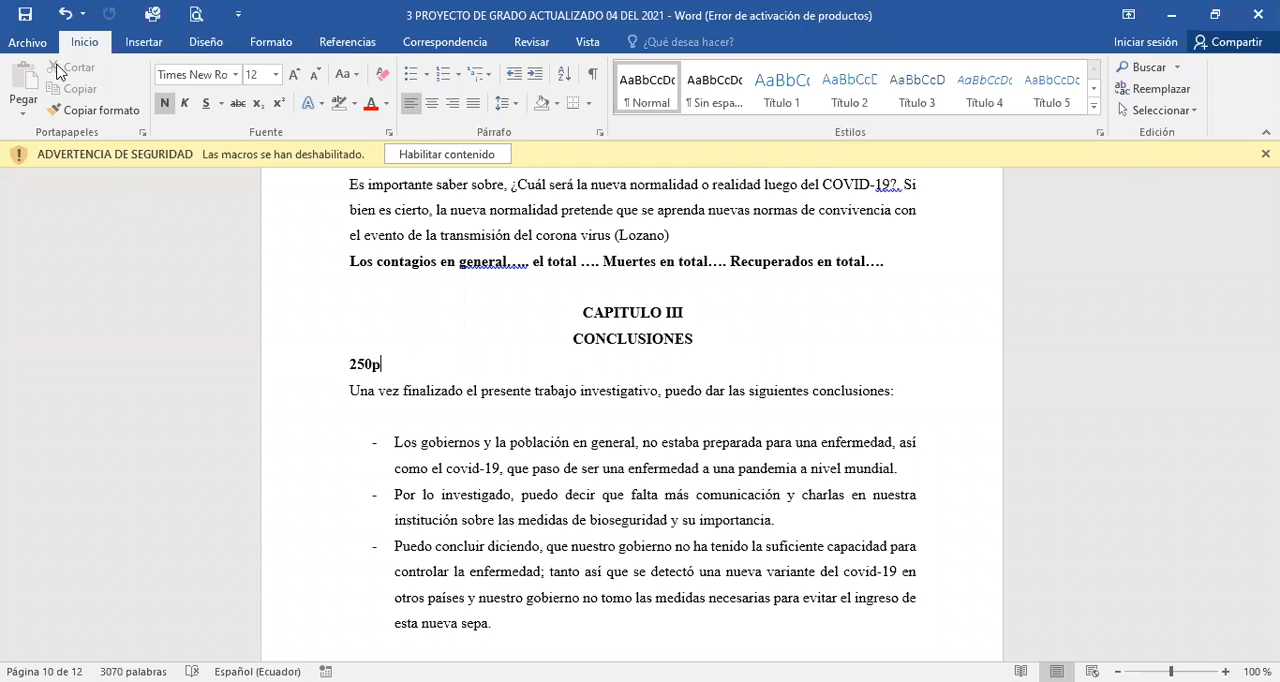 3 PROYECTO DE GRADO ACTUALIZADO 04 DEL 2021 - Word (Error de activación de productos)
Archivo Inicio Insertar Diseño Formato Referencias Correspondencia Revisar Vista ¿Qué desea hacer? Iniciar sesión Compartir
Pegar
Cortar
Copiar
Copiar formato
Portapapeles
Times New Ro 12
Aa
N K S abc x₂ x² A A
Fuente
Párrafo
AaBbCcDc AaBbCcDc AaBbCc AaBbCcD AaBbCcDc AaBbCcDc AaBbCcDc
¶ Normal ¶ Sin espa... Título 1 Título 2 Título 3 Título 4 Título 5
Estilos
Buscar
Reemplazar
Seleccionar
Edición
ADVERTENCIA DE SEGURIDAD Las macros se han deshabilitado. Habilitar contenido
Es importante saber sobre, ¿Cuál será la nueva normalidad o realidad luego del COVID-19?. Si
bien es cierto, la nueva normalidad pretende que se aprenda nuevas normas de convivencia con
el evento de la transmisión del corona virus (Lozano)
Los contagios en general….. el total …. Muertes en total…. Recuperados en total….
CAPITULO III
CONCLUSIONES
250p
Una vez finalizado el presente trabajo investigativo, puedo dar las siguientes conclusiones:
- Los gobiernos y la población en general, no estaba preparada para una enfermedad, así
como el covid-19, que paso de ser una enfermedad a una pandemia a nivel mundial.
- Por lo investigado, puedo decir que falta más comunicación y charlas en nuestra
institución sobre las medidas de bioseguridad y su importancia.
- Puedo concluir diciendo, que nuestro gobierno no ha tenido la suficiente capacidad para
controlar la enfermedad; tanto así que se detectó una nueva variante del covid-19 en
otros países y nuestro gobierno no tomo las medidas necesarias para evitar el ingreso de
esta nueva sepa.
Página 10 de 12 3070 palabras Español (Ecuador) 100 %